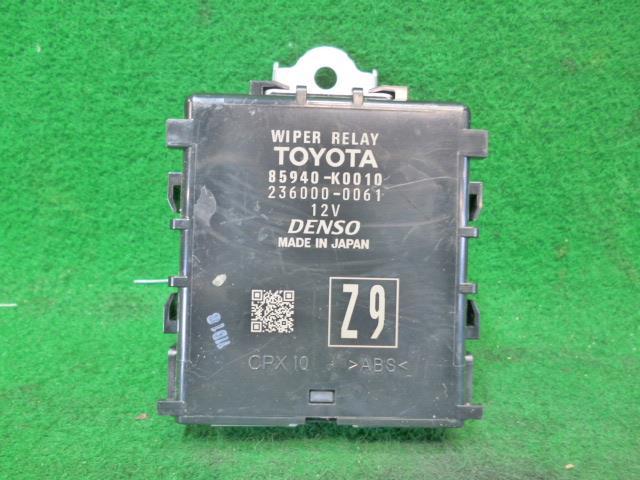 WIPER RELAY
TOYOTA
85940-K0010
236000-0061
12V
DENSO
MADE IN JAPAN
Z9
CPX10 >ABS<